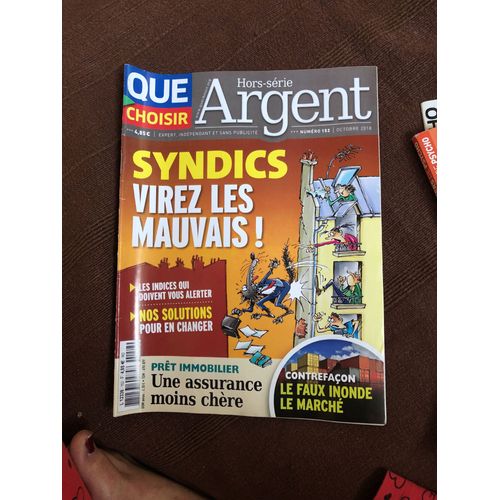 QUE
CHOISIR
Hors-série
Argent
4,85 €
EXPERT, INDÉPENDANT ET SANS PUBLICITÉ
*** NUMÉRO 152 | OCTOBRE 2018
SYNDICS
VIREZ LES
MAUVAIS !
LES INDICES QUI
DOIVENT VOUS ALERTER
NOS SOLUTIONS
POUR EN CHANGER
PRÊT IMMOBILIER
Une assurance
moins chère
CONTREFAÇON
LE FAUX INONDE
LE MARCHÉ
PSYCHO